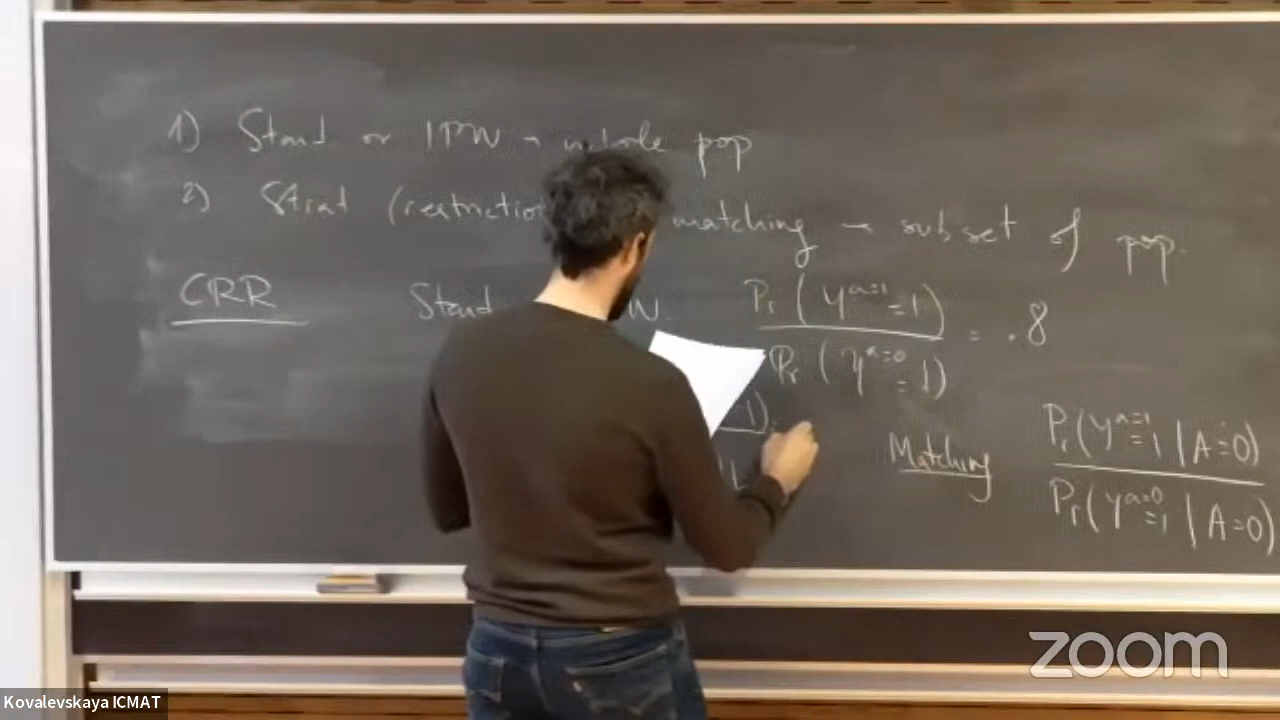 1) Stand or IPW → whole pop
2) Strat (restriction matching → subset of pop.
CRR Stand W. Pr (Y^{a=1} = 1) / Pr (Y^{a=0} = 1) = .8
=1)
Matching Pr(Y^{a=1} = 1 | A=0) / Pr(Y^{a=0} = 1 | A=0)
zoom
Kovalevskaya ICMAT